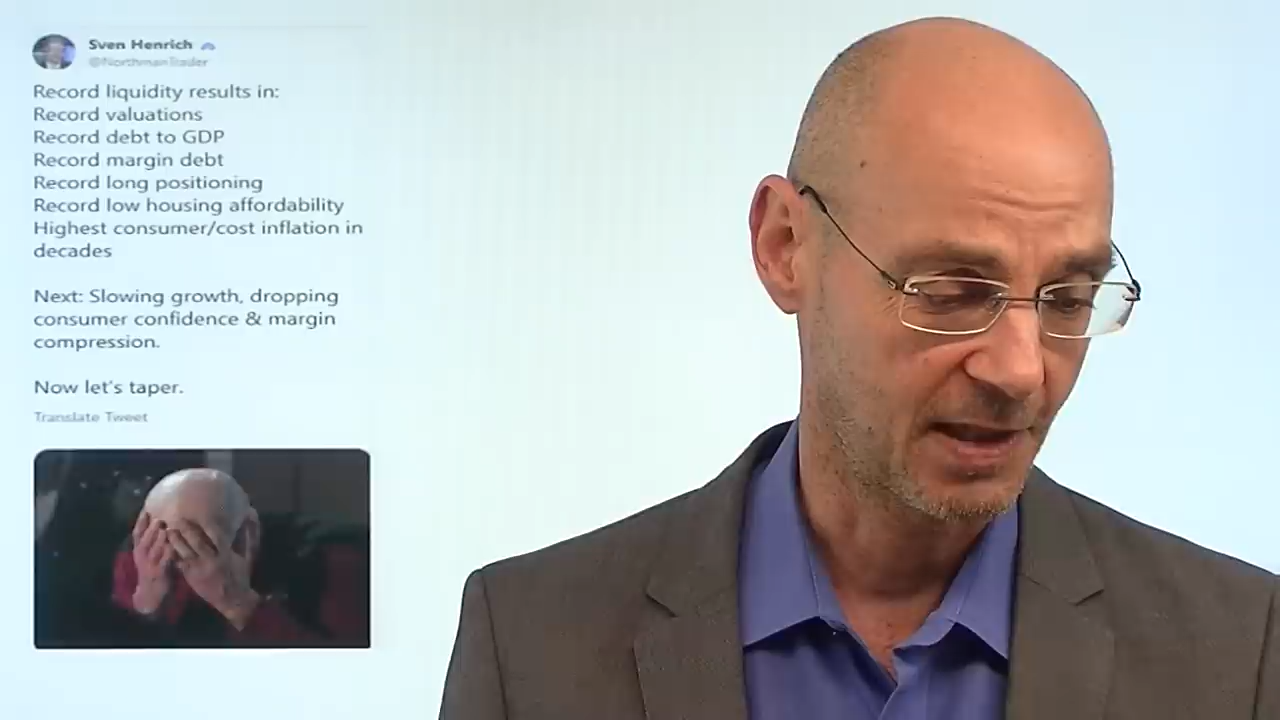 Sven Henrich
@NorthmanTrader
Record liquidity results in:
Record valuations
Record debt to GDP
Record margin debt
Record long positioning
Record low housing affordability
Highest consumer/cost inflation in
decades
Next: Slowing growth, dropping
consumer confidence & margin
compression.
Now let's taper.
Translate Tweet